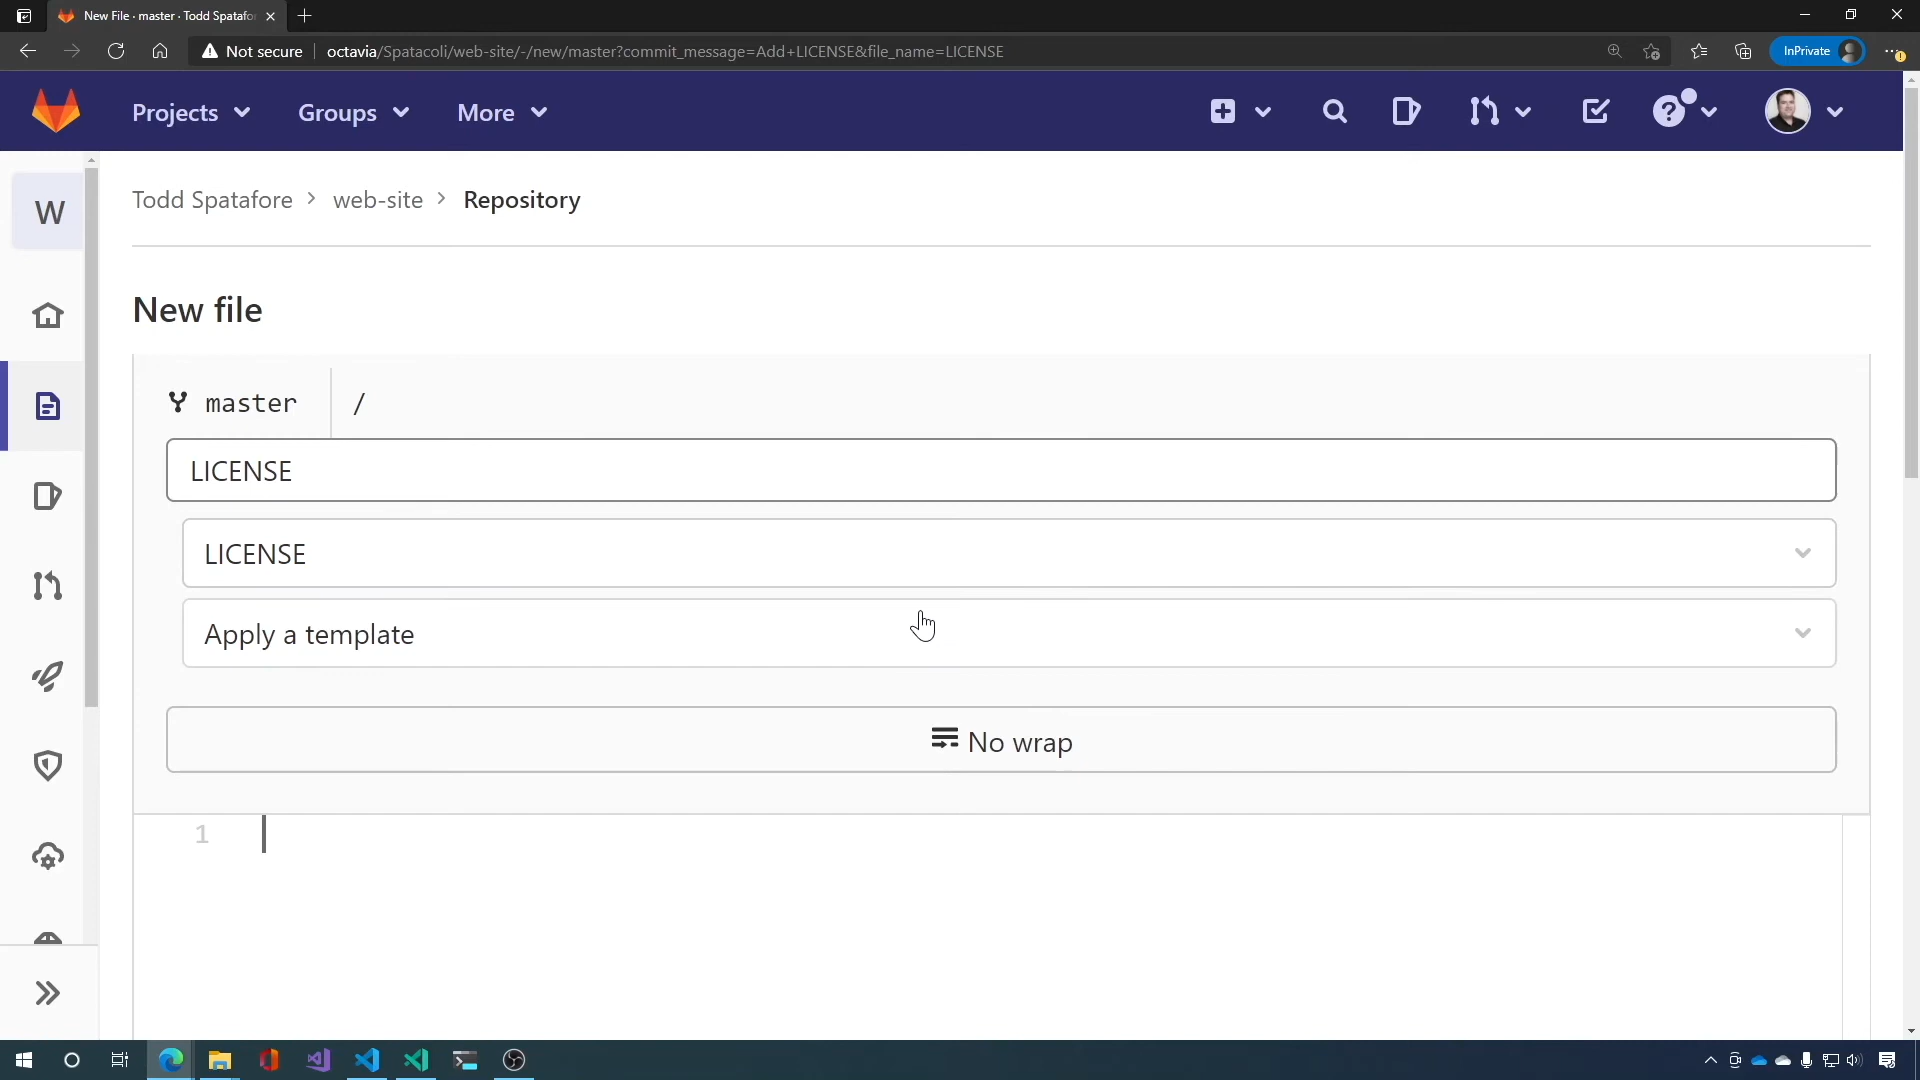 New File · master · Todd Spatafo
Not secure
octavia/Spatacoli/web-site/-/new/master?commit_message=Add+LICENSE&file_name=LICENSE
InPrivate
Projects
Groups
More
W
Todd Spatafore > web-site > Repository
New file
master
/
LICENSE
LICENSE
Apply a template
No wrap
1